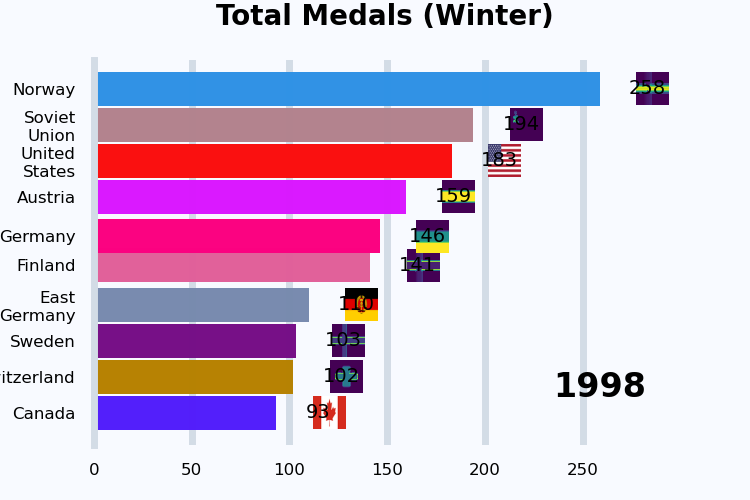 Total Medals (Winter)
Norway 258
Soviet
Union 194
United
States 183
Austria 159
Germany 146
Finland 141
East
Germany 110
Sweden 103
itzerland 102
Canada 93
1998
0 50 100 150 200 250